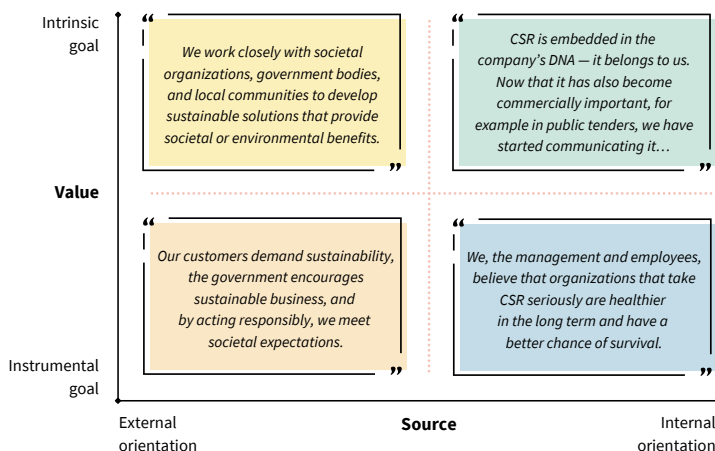 Intrinsic
goal
“
We work closely with societal
organizations, government bodies,
and local communities to develop
sustainable solutions that provide
societal or environmental benefits.
”
“
CSR is embedded in the
company’s DNA — it belongs to us.
Now that it has also become
commercially important, for
example in public tenders, we have
started communicating it…
”
Value
“
Our customers demand sustainability,
the government encourages
sustainable business, and
by acting responsibly, we meet
societal expectations.
”
“
We, the management and employees,
believe that organizations that take
CSR seriously are healthier
in the long term and have a
better chance of survival.
”
Instrumental
goal
External
orientation
Source
Internal
orientation